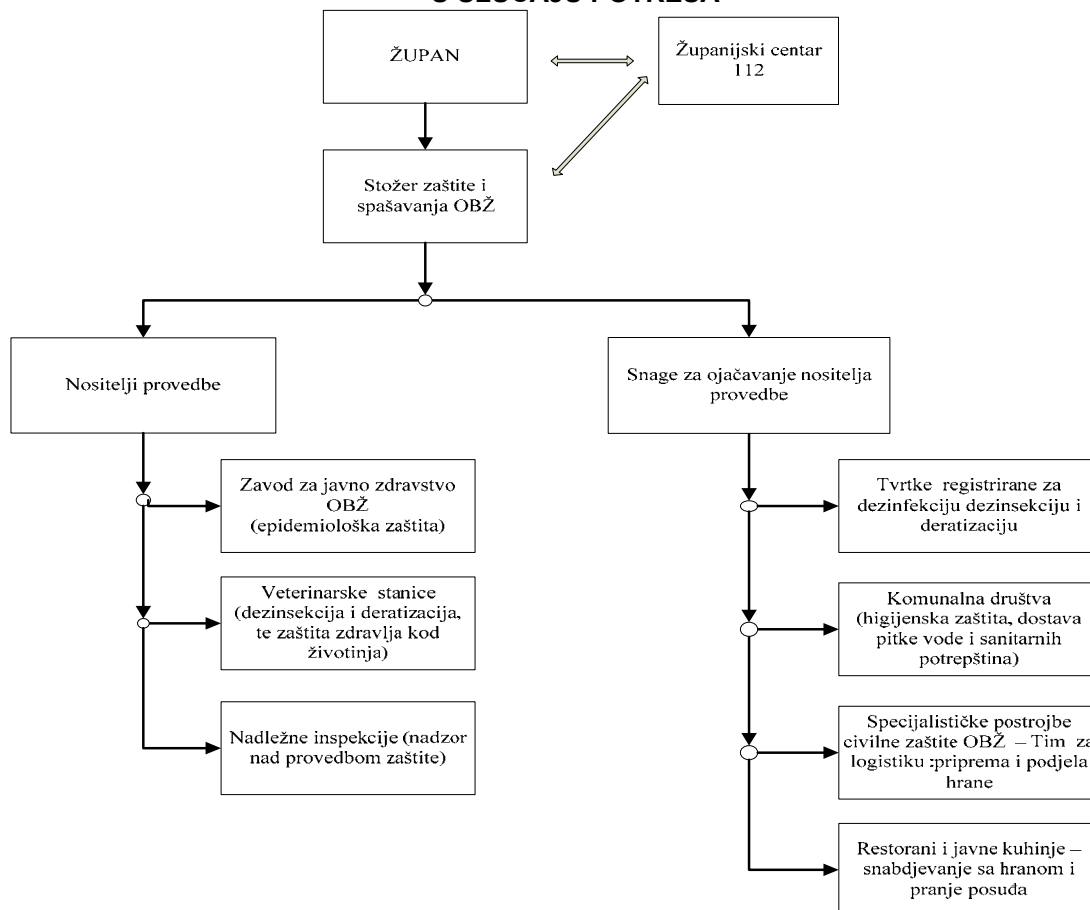 U SLUČAJU POTRESA
ŽUPAN
Županijski centar
112
Stožer zaštite i
spašavanja OBŽ
Nositelji provedbe
Snage za ojačavanje nositelja
provedbe
Zavod za javno zdravstvo
OBŽ
(epidemiološka zaštita)
Veterinarske stanice
(dezinsekcija i deratizacija,
te zaštita zdravlja kod
životinja)
Nadležne inspekcije (nadzor
nad provedbom zaštite)
Tvrtke registrirane za
dezinfekciju dezinsekciju i
deratizaciju
Komunalna društva
(higijenska zaštita, dostava
pitke vode i sanitarnih
potrepština)
Specijalističke postrojbe
civilne zaštite OBŽ – Tim za
logistiku :priprema i podjela
hrane
Restorani i javne kuhinje –
snabdjevanje sa hranom i
pranje posuđa